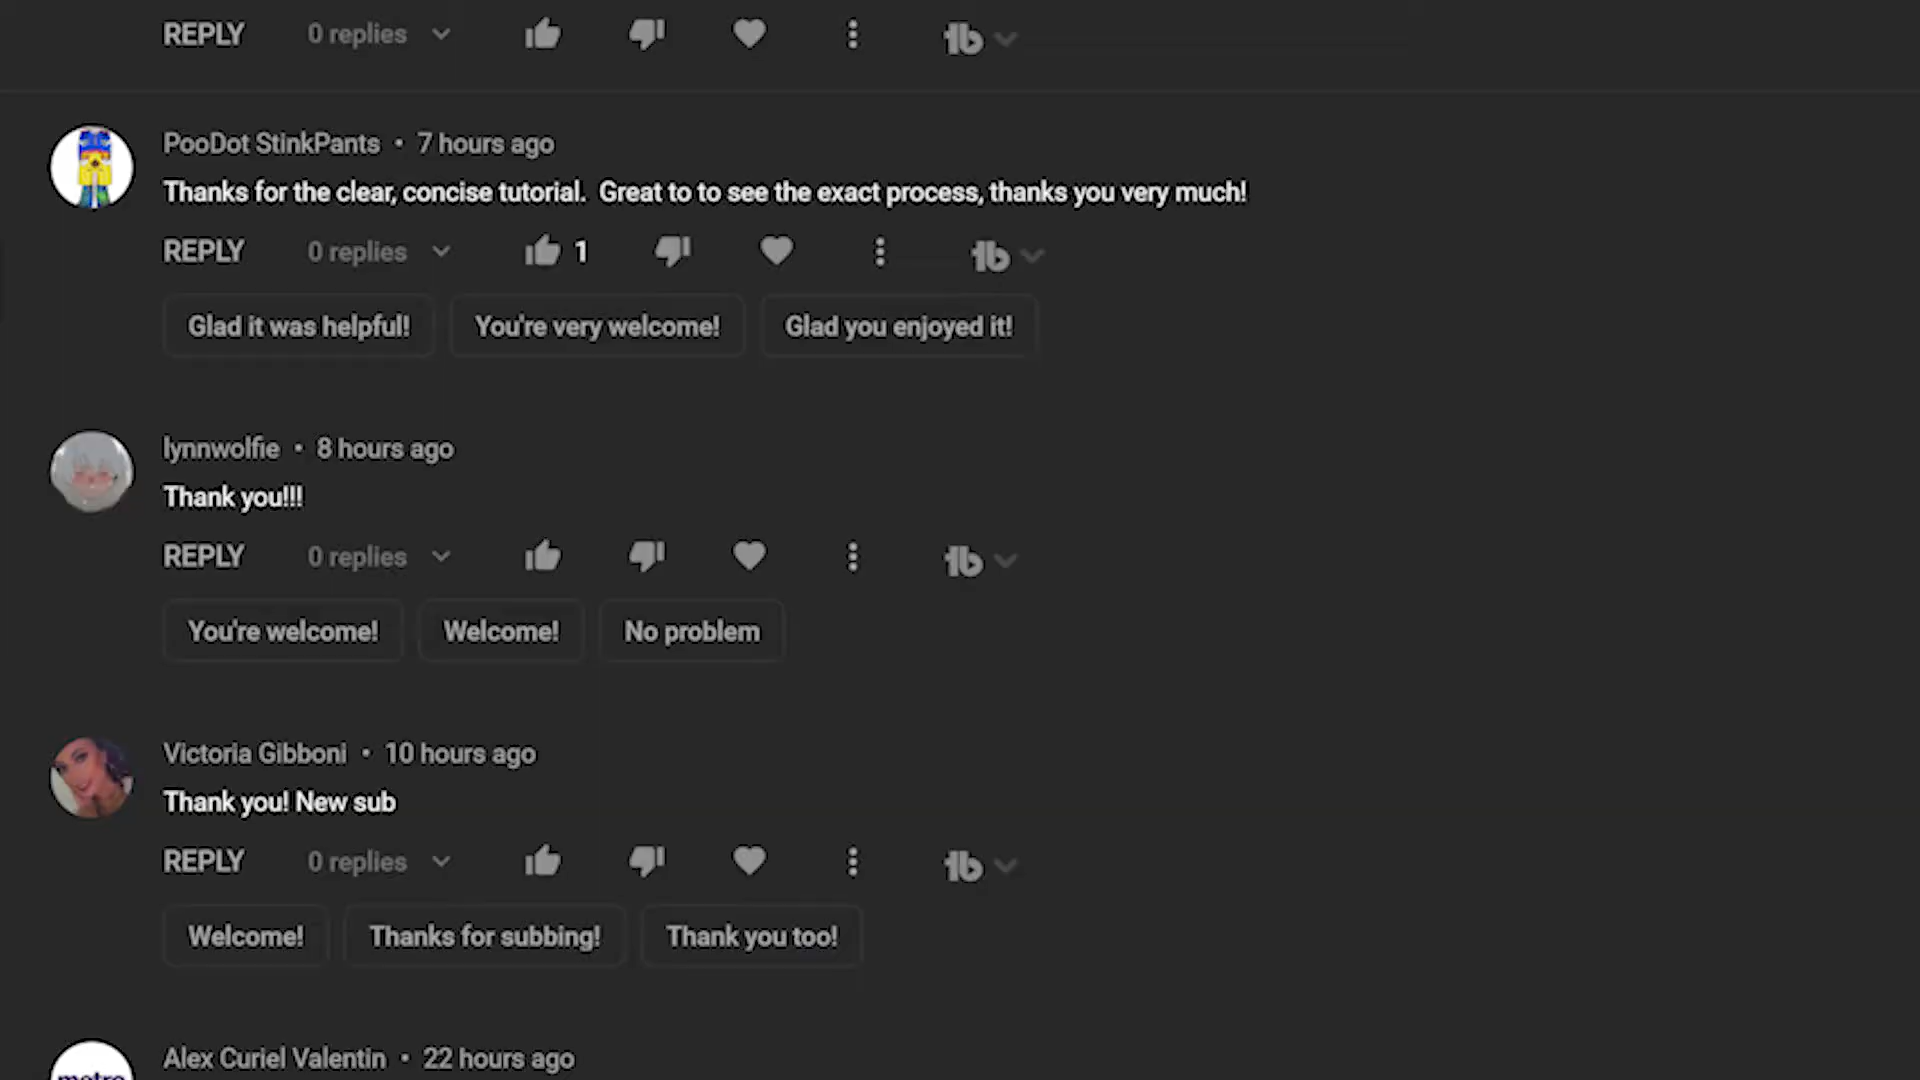 REPLY 0 replies
PooDot StinkPants • 7 hours ago
Thanks for the clear, concise tutorial.  Great to to see the exact process, thanks you very much!
REPLY 0 replies 1
Glad it was helpful! You're very welcome! Glad you enjoyed it!
lynnwolfie • 8 hours ago
Thank you!!!
REPLY 0 replies
You're welcome! Welcome! No problem
Victoria Gibboni • 10 hours ago
Thank you! New sub
REPLY 0 replies
Welcome! Thanks for subbing! Thank you too!
Alex Curiel Valentin • 22 hours ago
metro